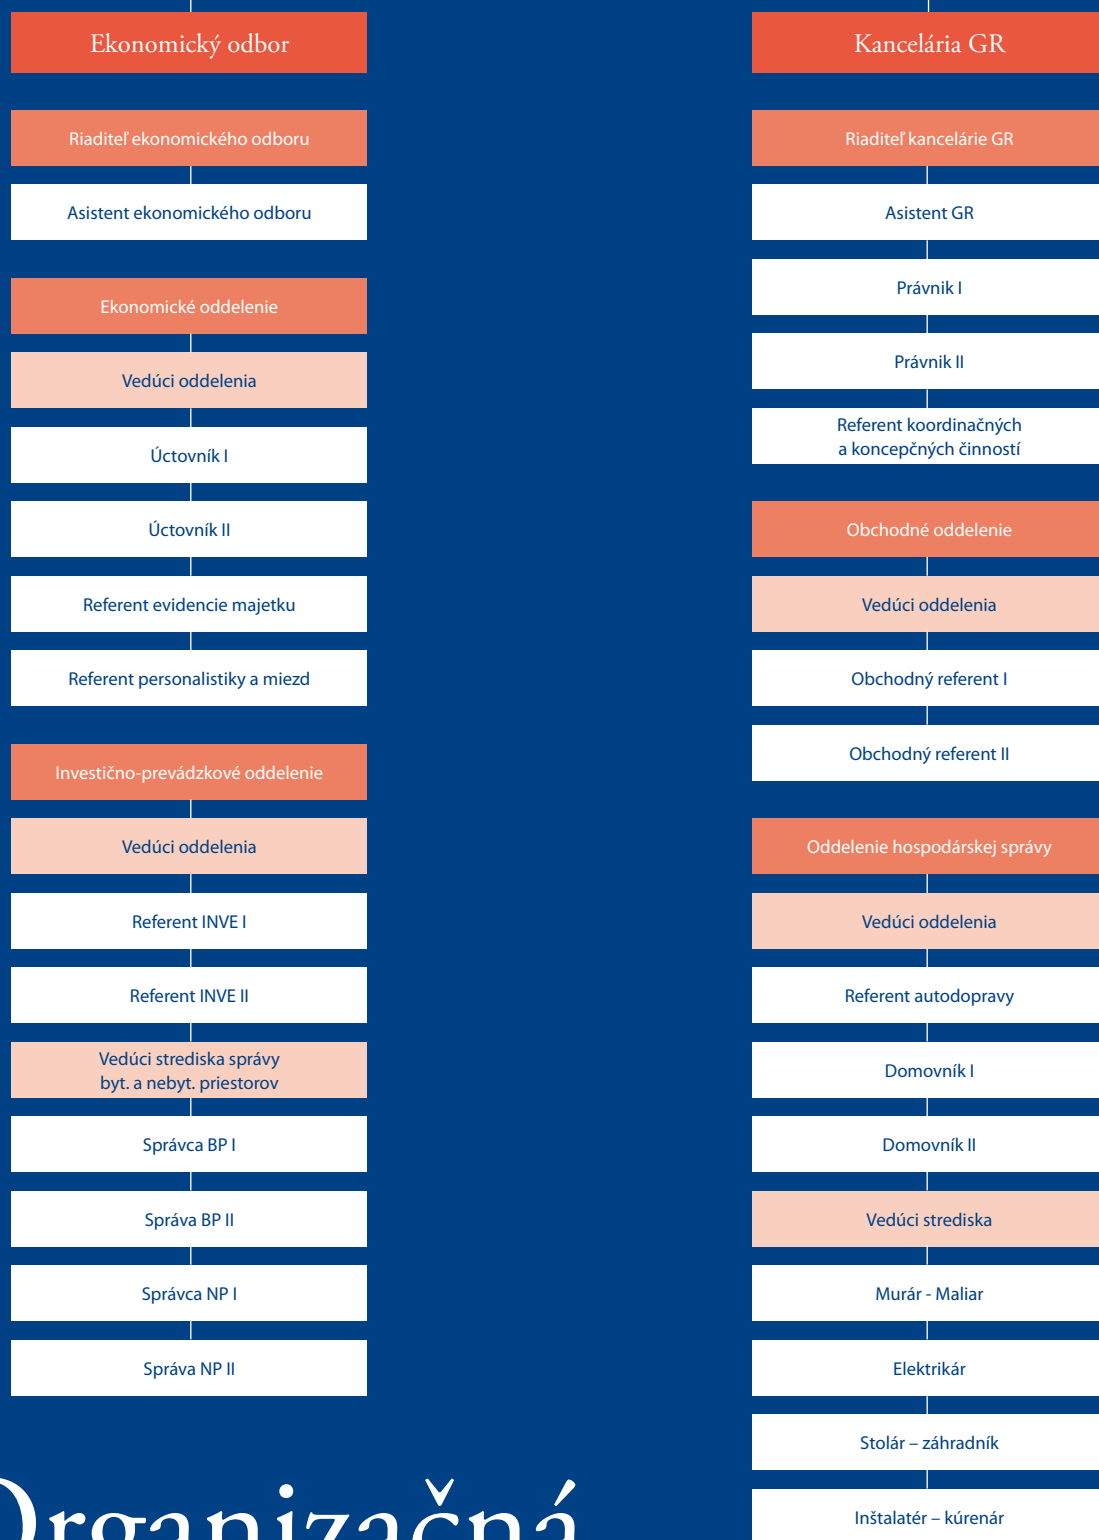 Ekonomický odbor
Riaditeľ ekonomického odboru
Asistent ekonomického odboru
Ekonomické oddelenie
Vedúci oddelenia
Účtovník I
Účtovník II
Referent evidencie majetku
Referent personalistiky a miezd
Investično-prevádzkové oddelenie
Vedúci oddelenia
Referent INVE I
Referent INVE II
Vedúci strediska správy
byt. a nebyt. priestorov
Správca BP I
Správa BP II
Správca NP I
Správa NP II
Kancelária GR
Riaditeľ kancelárie GR
Asistent GR
Právnik I
Právnik II
Referent koordinačných
a koncepčných činností
Obchodné oddelenie
Vedúci oddelenia
Obchodný referent I
Obchodný referent II
Oddelenie hospodárskej správy
Vedúci oddelenia
Referent autodopravy
Domovník I
Domovník II
Vedúci strediska
Murár - Maliar
Elektrikár
Stolár – záhradník
Inštalatér – kúrenár
Organizačná